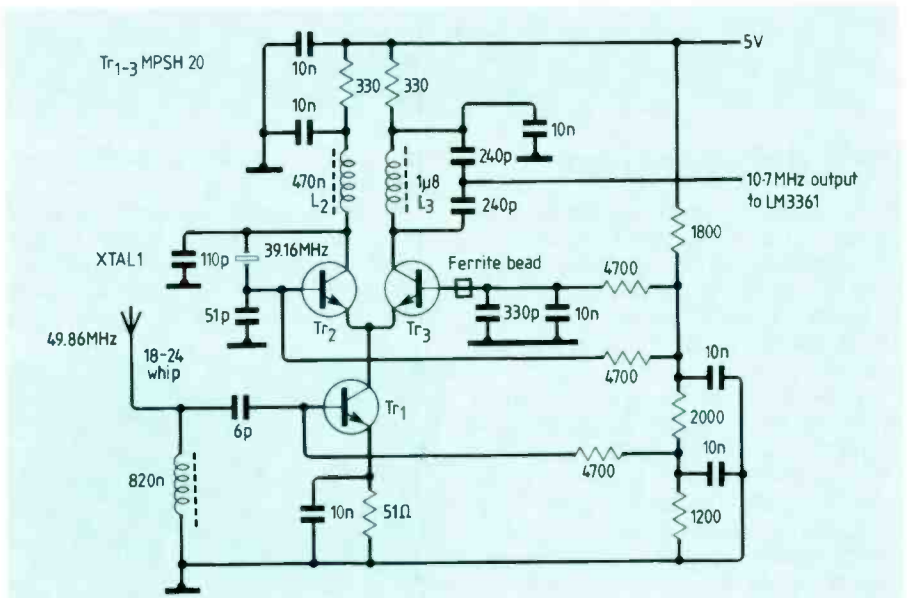 Tr1-3 MPSH 20
10n
330
330
5V
10n
10n
240p
470n
L2
1µ8
L3
240p
10.7MHz output
to LM3361
1800
XTAL1
110p
39.16MHz
Ferrite bead
4700
51p
Tr2
Tr3
330p
10n
49.86MHz
18-24
whip
4700
10n
6p
Tr1
2000
4700
10n
820n
10n
51Ω
1200